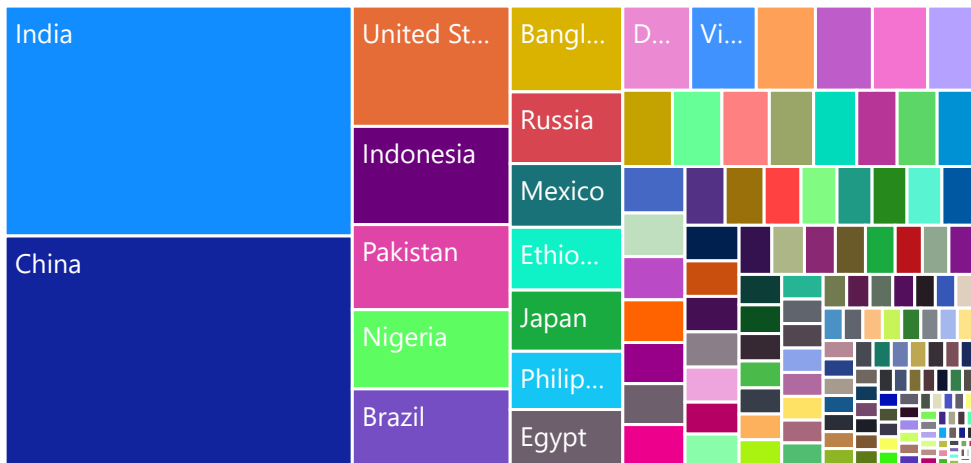 India
China
United St...
Indonesia
Pakistan
Nigeria
Brazil
Bangl...
Russia
Mexico
Ethio...
Japan
Philip...
Egypt
D...
Vi...